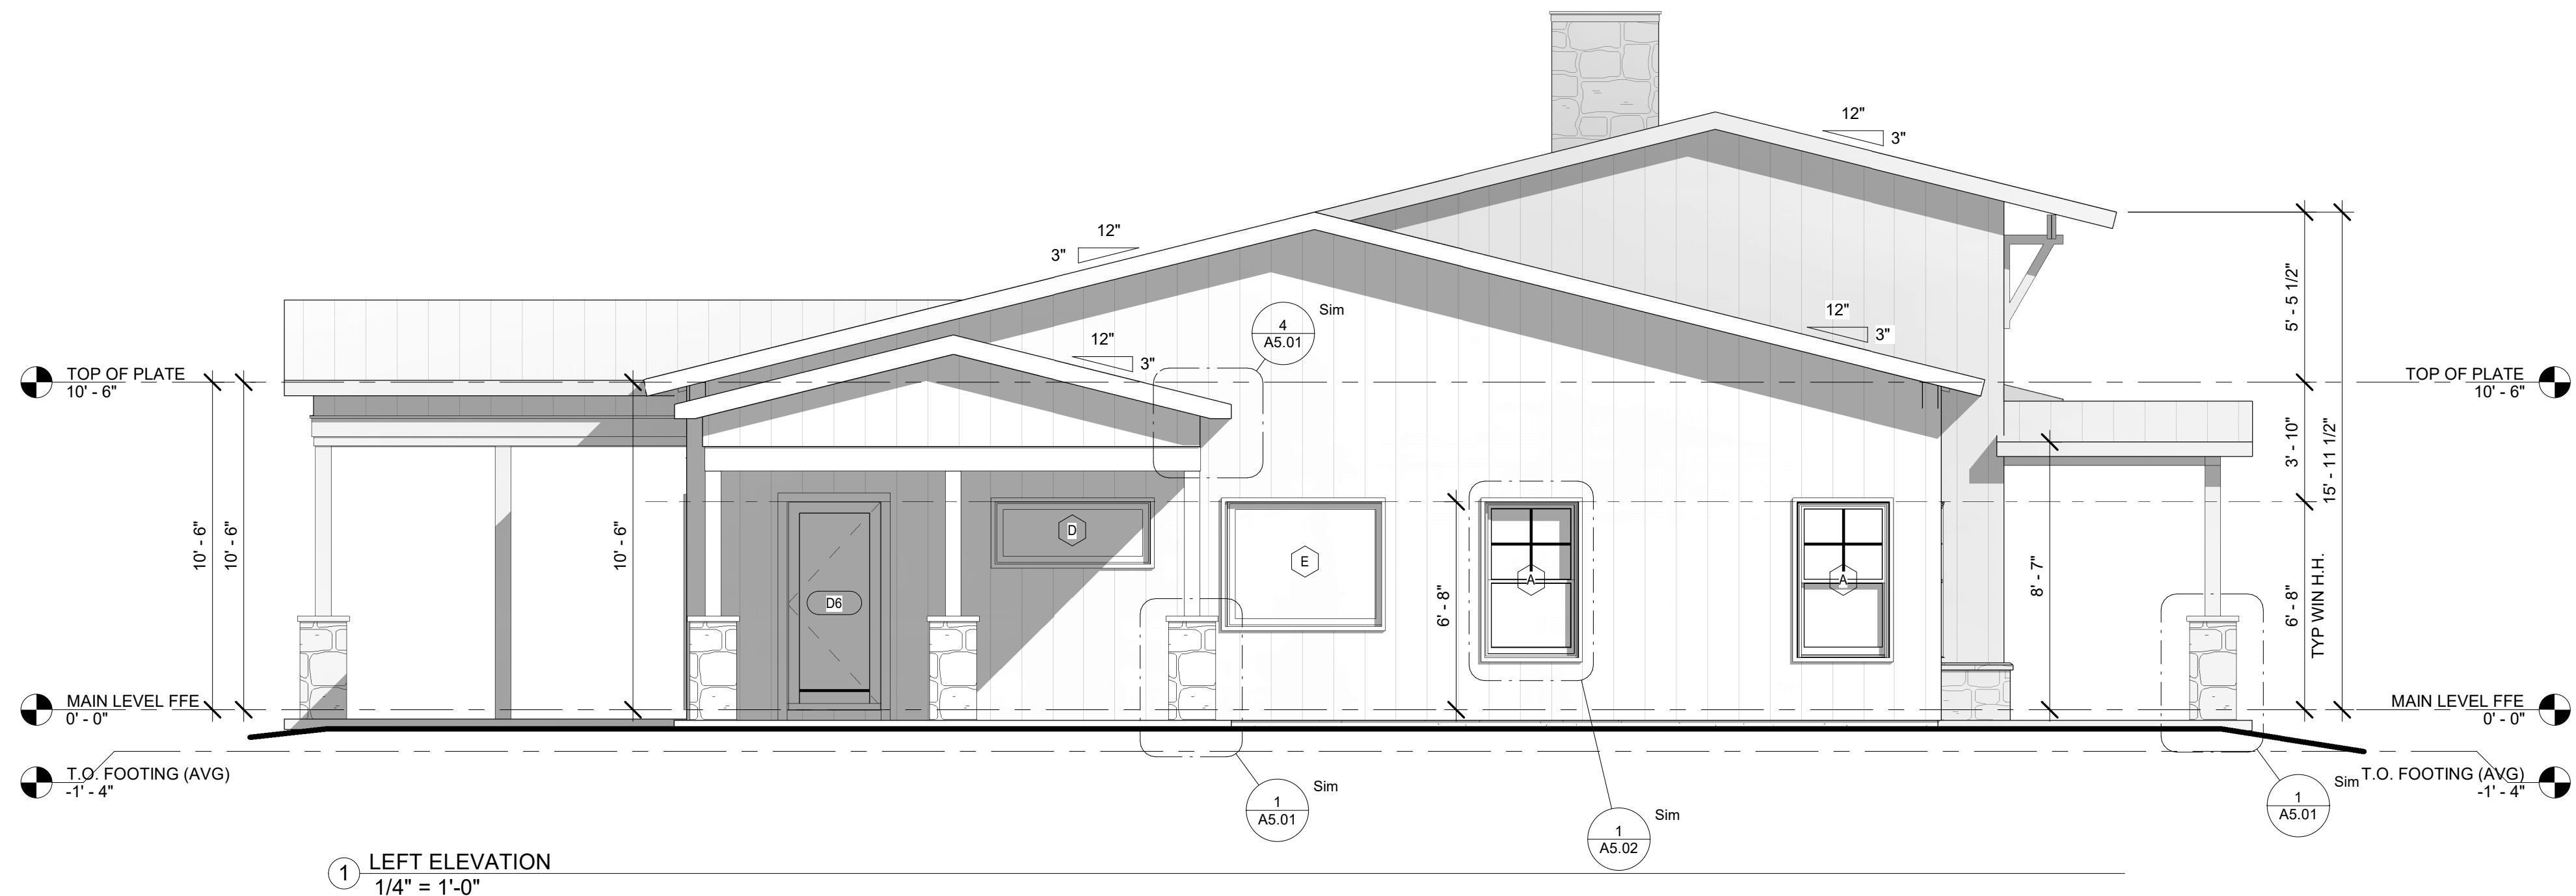 12"
3"
12"
3"
12"
3"
12"
3"
4
A5.01
Sim
TOP OF PLATE
10' - 6"
TOP OF PLATE
10' - 6"
10' - 6"
10' - 6"
10' - 6"
5' - 5 1/2"
3' - 10"
15' - 11 1/2"
6' - 8"
TYP WIN H.H.
8' - 7"
6' - 8"
D6
D
E
A
A
MAIN LEVEL FFE
0' - 0"
MAIN LEVEL FFE
0' - 0"
T.O. FOOTING (AVG)
-1' - 4"
1
A5.01
Sim
1
A5.02
Sim
1
A5.01
Sim
T.O. FOOTING (AVG)
-1' - 4"
1
LEFT ELEVATION
1/4" = 1'-0"